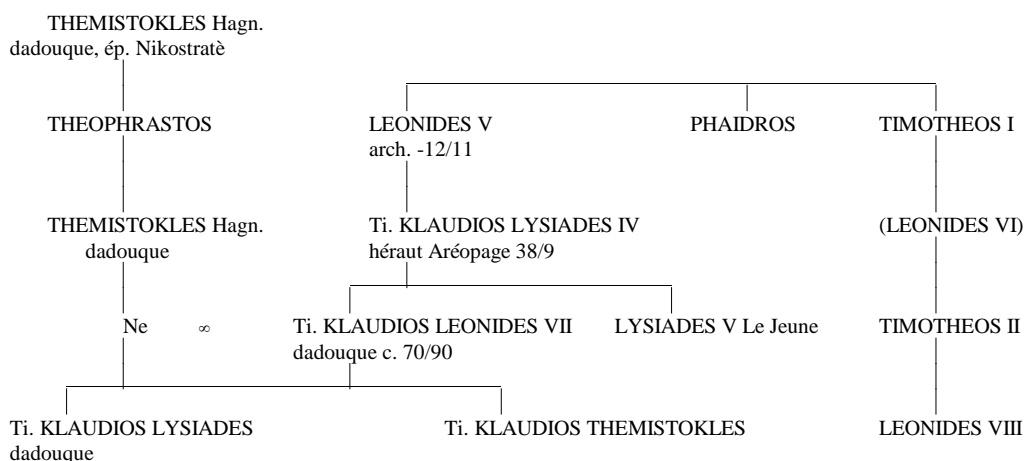 THEMISTOKLES Hagn.
dadouque, ép. Nikostratè
THEOPHRASTOS LEONIDES V PHAIDROS TIMOTHEOS I
arch. -12/11
THEMISTOKLES Hagn. Ti. KLAUDIOS LYSIADES IV (LEONIDES VI)
dadouque héraut Aréopage 38/9
Ne ∞ Ti. KLAUDIOS LEONIDES VII LYSIADES V Le Jeune TIMOTHEOS II
dadouque c. 70/90
Ti. KLAUDIOS LYSIADES Ti. KLAUDIOS THEMISTOKLES LEONIDES VIII
dadouque